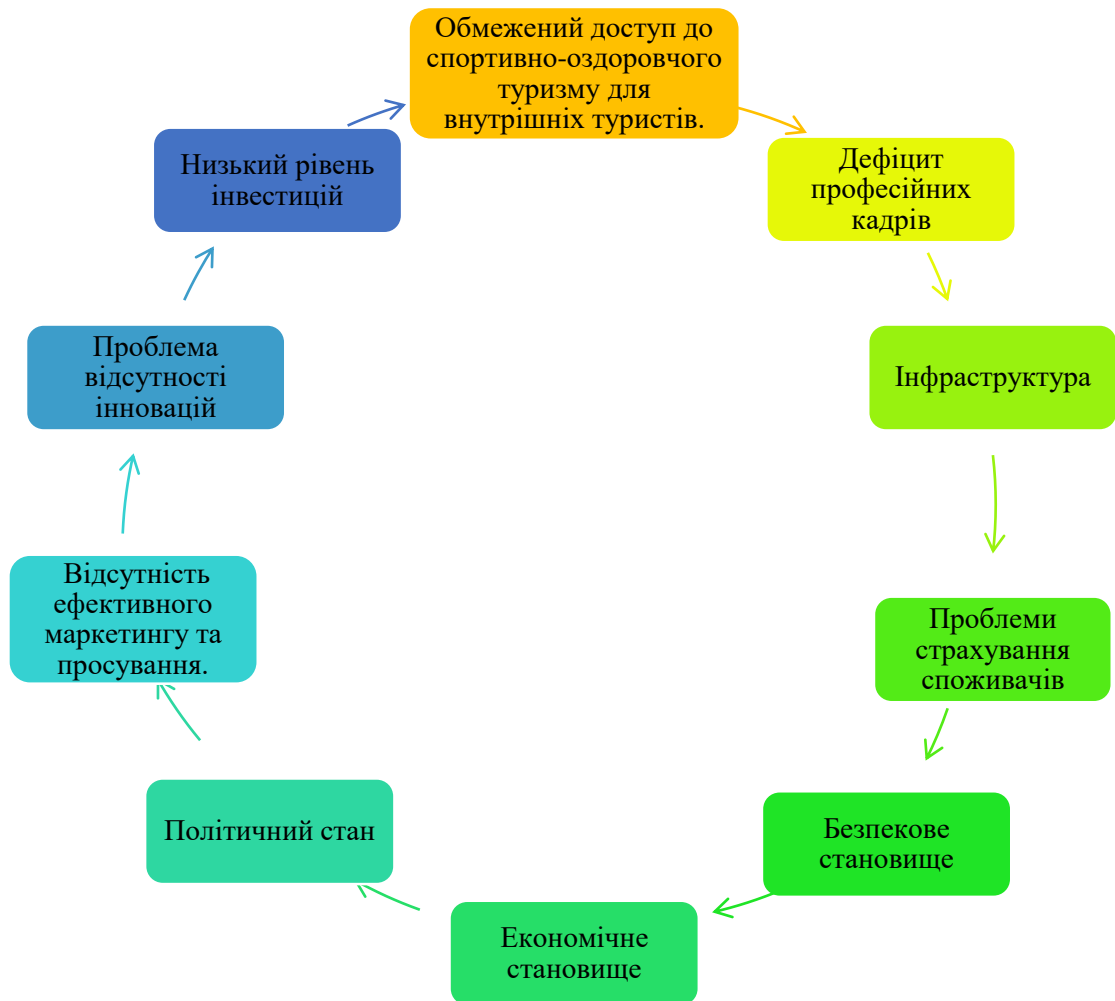 Обмежений доступ до
спортивно-оздоровчого
туризму для
внутрішніх туристів.
Дефіцит
професійних
кадрів
Інфраструктура
Проблеми
страхування
споживачів
Безпекове
становище
Економічне
становище
Політичний стан
Відсутність
ефективного
маркетингу та
просування.
Проблема
відсутності
інновацій
Низький рівень
інвестицій